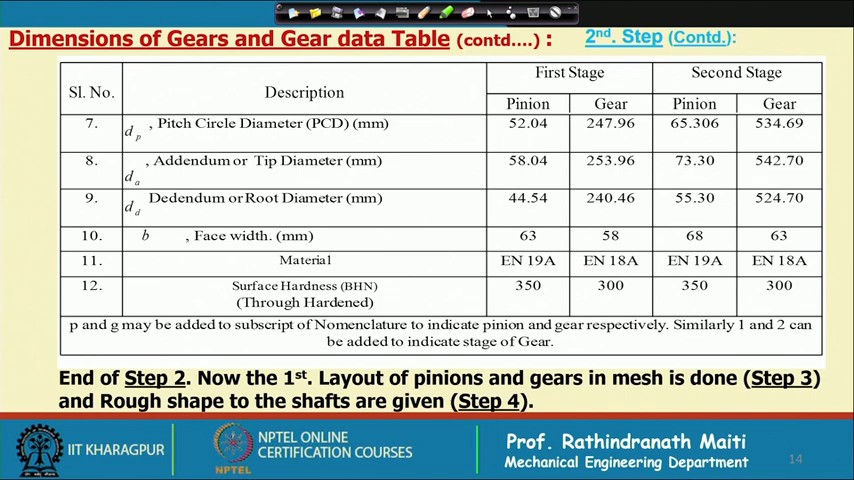 Dimensions of Gears and Gear data Table (contd....) : 2nd. Step (Contd.):
Sl. No. Description First Stage Second Stage
Pinion Gear Pinion Gear
7. d p , Pitch Circle Diameter (PCD) (mm) 52.04 247.96 65.306 534.69
8. d a , Addendum or Tip Diameter (mm) 58.04 253.96 73.30 542.70
9. d d Dedendum or Root Diameter (mm) 44.54 240.46 55.30 524.70
10. b , Face width. (mm) 63 58 68 63
11. Material EN 19A EN 18A EN 19A EN 18A
12. Surface Hardness (BHN) 350 300 350 300
(Through Hardened)
p and g may be added to subscript of Nomenclature to indicate pinion and gear respectively. Similarly 1 and 2 can
be added to indicate stage of Gear.
End of Step 2. Now the 1st. Layout of pinions and gears in mesh is done (Step 3)
and Rough shape to the shafts are given (Step 4).
IIT KHARAGPUR
NPTEL
NPTEL ONLINE
CERTIFICATION COURSES
Prof. Rathindranath Maiti
Mechanical Engineering Department
14